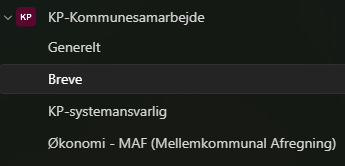 KP KP-Kommunesamarbejde
Generelt
Breve
KP-systemansvarlig
Økonomi - MAF (Mellemkommunal Afregning)